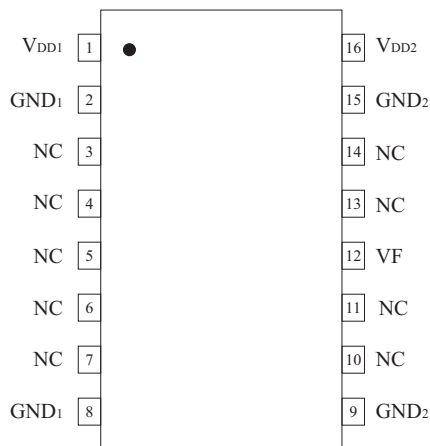 VDD1 1 16 VDD2
GND1 2 15 GND2
NC 3 14 NC
NC 4 13 NC
NC 5 12 VF
NC 6 11 NC
NC 7 10 NC
GND1 8 9 GND2